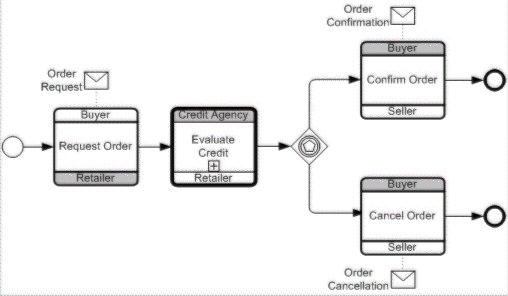 Order
Confirmation
Buyer
Confirm Order
Seller
Order
Request
Buyer
Request Order
Retailer
Credit Agency
Evaluate
Credit
Retailer
Buyer
Cancel Order
Seller
Order
Cancellation